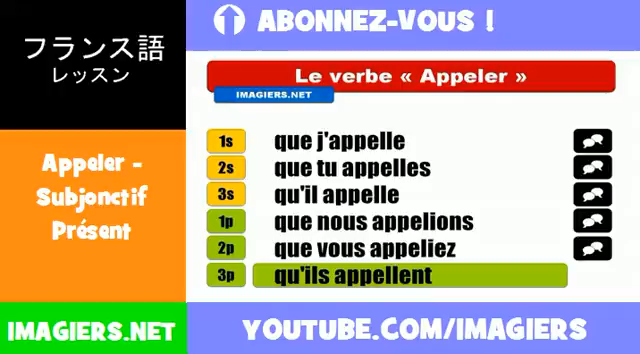 フランス語
レッスン
Appeler -
Subjonctif
Présent
IMAGIERS.NET
ABONNEZ-VOUS !
Le verbe « Appeler »
IMAGIERS.NET
1s que j'appelle
2s que tu appelles
3s qu'il appelle
1p que nous appelions
2p que vous appeliez
3p qu'ils appellent
YOUTUBE.COM/IMAGIERS